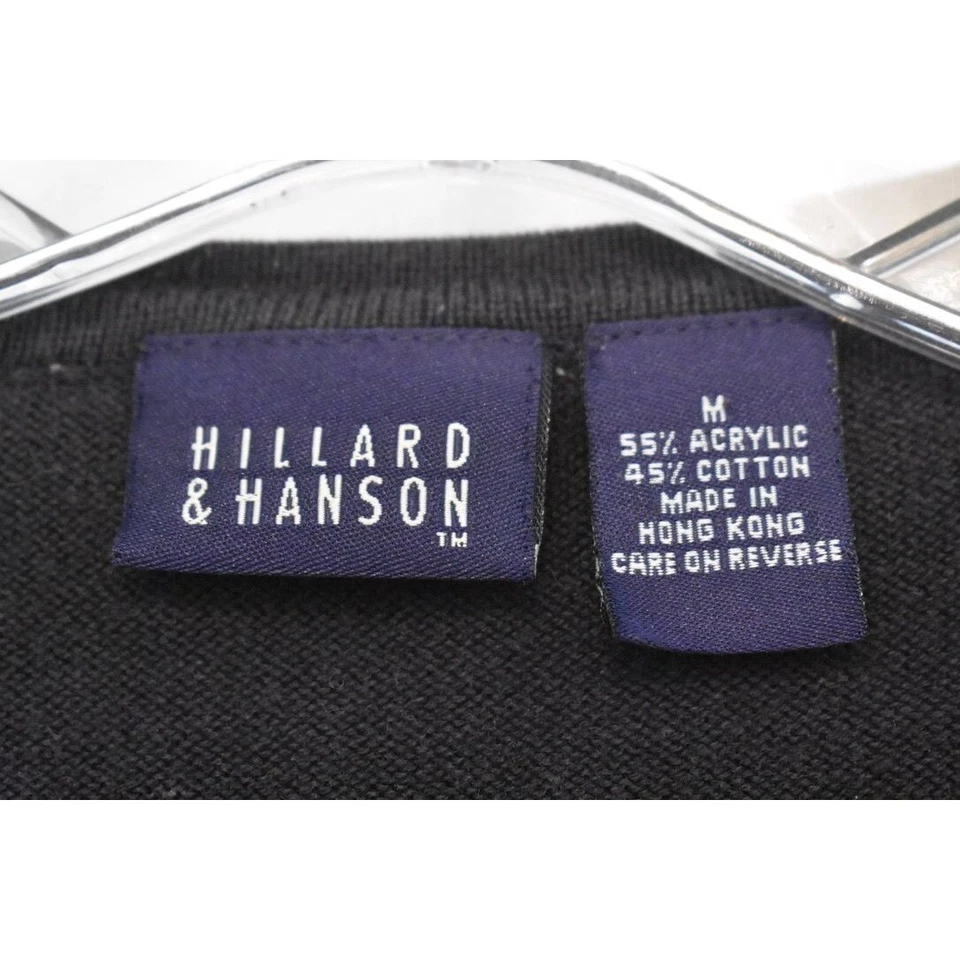 HILLARD
& HANSON
TM
M
55% ACRYLIC
45% COTTON
MADE IN
HONG KONG
CARE ON REVERSE